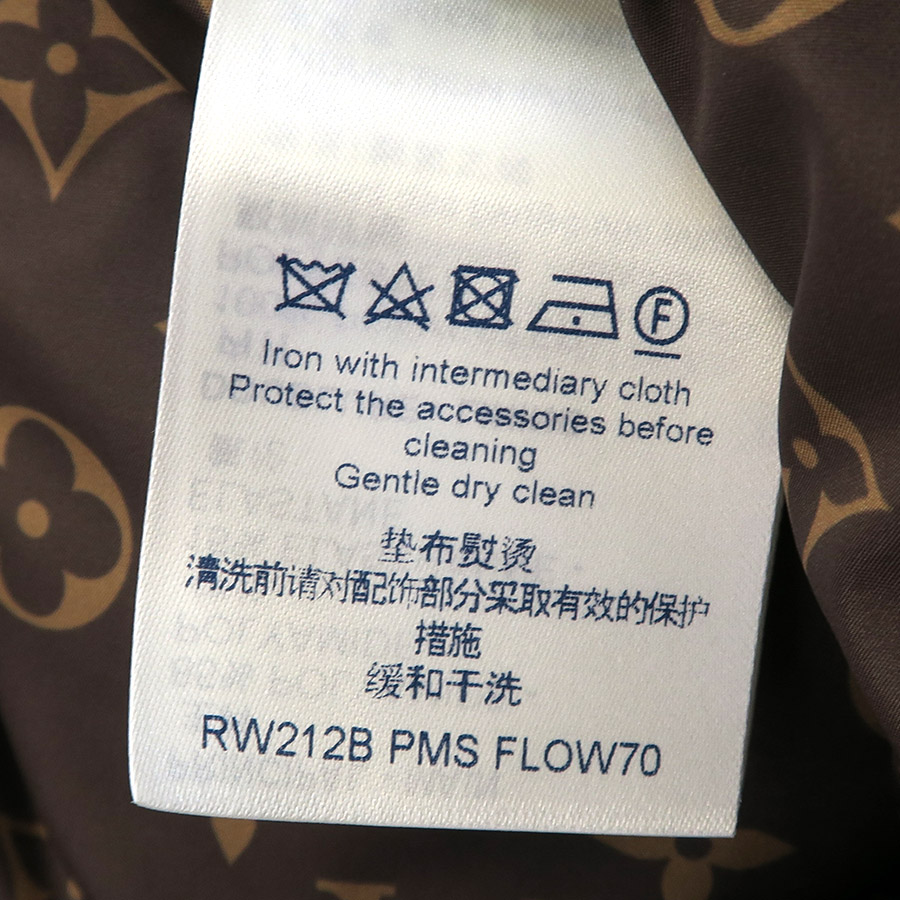 F
Iron with intermediary cloth
Protect the accessories before
cleaning
Gentle dry clean
垫布熨烫
清洗前请对配饰部分采取有效的保护
措施
缓和干洗
RW212B PMS FLOW70